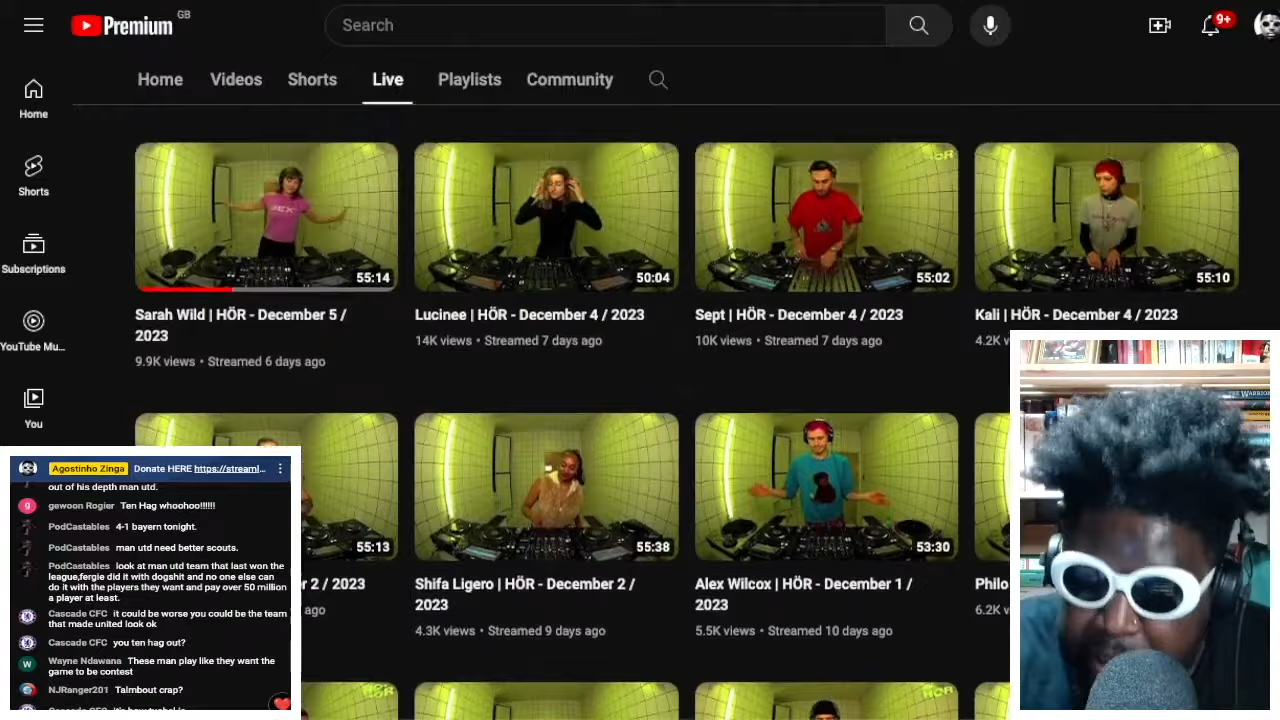 Premium
GB
Search
9+
Home
Videos
Shorts
Live
Playlists
Community
Home
Shorts
Subscriptions
YouTube Mu...
You
55:14
50:04
HÖR
55:02
55:10
Sarah Wild | HÖR - December 5 /
2023
9.9K views • Streamed 6 days ago
Lucinee | HÖR - December 4 / 2023
14K views • Streamed 7 days ago
Sept | HÖR - December 4 / 2023
10K views • Streamed 7 days ago
Kali | HÖR - December 4 / 2023
4.2K v
55:13
55:38
53:30
r 2 / 2023
ago
Shifa Ligero | HÖR - December 2 /
2023
4.3K views • Streamed 9 days ago
Alex Wilcox | HÖR - December 1 /
2023
5.5K views • Streamed 10 days ago
Philo
6.2K v
Agostinho Zinga Donate HERE https://streaml...
out of his depth man utd.
g gewoon Rogier Ten Hag whoohoo!!!!!!
PodCastables 4-1 bayern tonight.
PodCastables man utd need better scouts.
PodCastables look at man utd team that last won the
league,fergie did it with dogshit and no one else can
do it with the players they want and pay over 50 million
a player at least.
Cascade CFC it could be worse you could be the team
that made united look ok
Cascade CFC you ten hag out?
W Wayne Ndawana These man play like they want the
game to be contest
NJRanger201 Talmbout crap?
THE WARRIOR